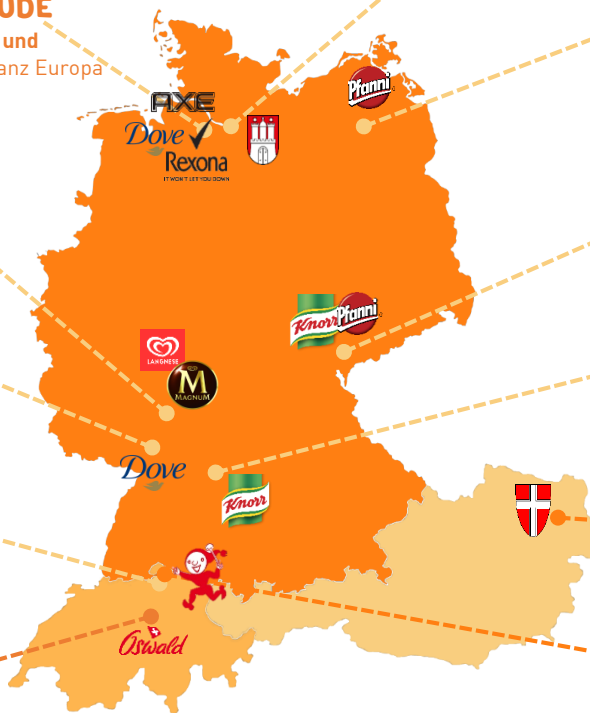 UDE
und
anz Europa
AXE
Dove
Rexona
IT WON'T LET YOU DOWN
Pfanni
Knorr
Pfanni
LANGNESE
M
MAGNUM
Dove
Knorr
Oswald